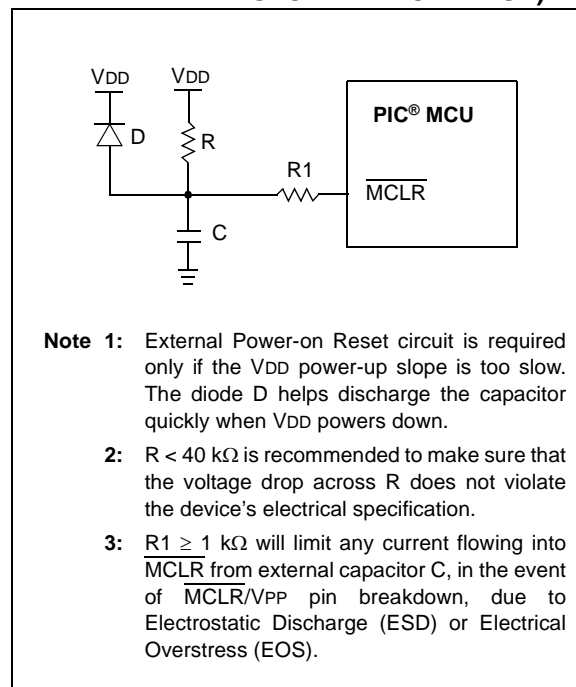 VDD VDD
PIC® MCU
D
R
R1
MCLR
C
Note 1: External Power-on Reset circuit is required
only if the VDD power-up slope is too slow.
The diode D helps discharge the capacitor
quickly when VDD powers down.
2: R < 40 kΩ is recommended to make sure that
the voltage drop across R does not violate
the device's electrical specification.
3: R1 ≥ 1 kΩ will limit any current flowing into
MCLR from external capacitor C, in the event
of MCLR/VPP pin breakdown, due to
Electrostatic Discharge (ESD) or Electrical
Overstress (EOS).